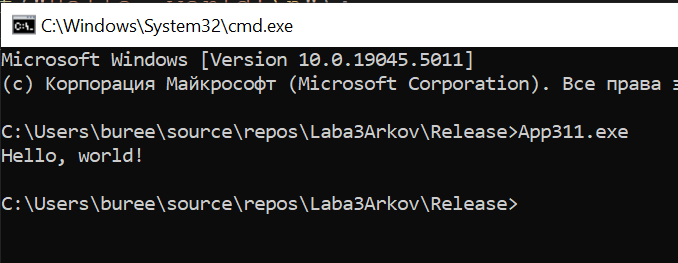 C:\Windows\System32\cmd.exe
Microsoft Windows [Version 10.0.19045.5011]
(c) Корпорация Майкрософт (Microsoft Corporation). Все права
C:\Users\buree\source\repos\Laba3Arkov\Release>App311.exe
Hello, world!
C:\Users\buree\source\repos\Laba3Arkov\Release>